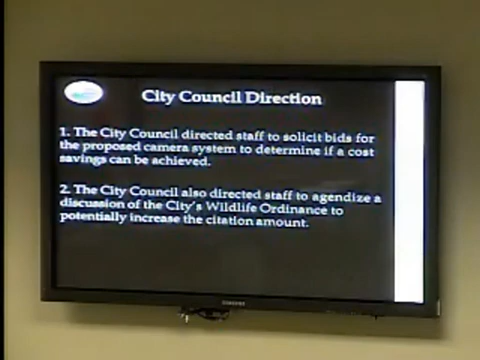 City Council Direction
1. The City Council directed staff to solicit bids for
the proposed camera system to determine if a cost
savings can be achieved.
2. The City Council also directed staff to agendize a
discussion of the City's Wildlife Ordinance to
potentially increase the citation amount.
SAMSUNG